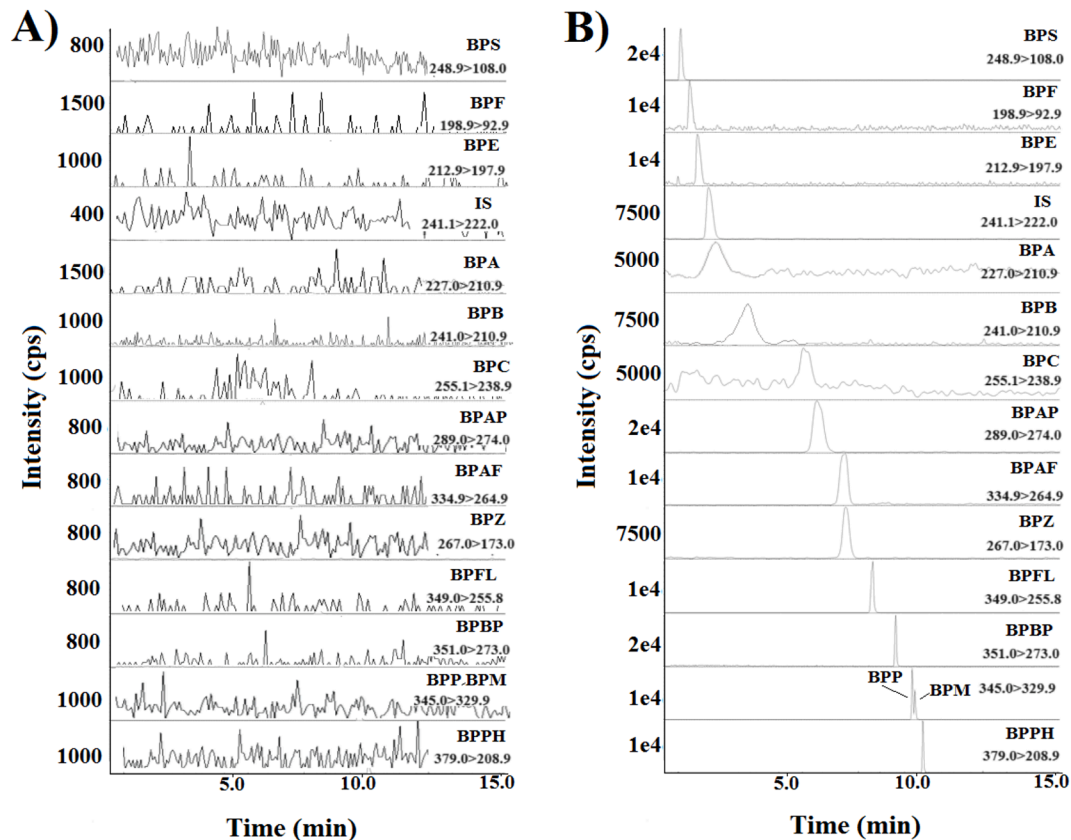 A)
800
BPS
248.9>108.0
1500
BPF
198.9>92.9
1000
BPE
212.9>197.9
400
IS
241.1>222.0
1500
BPA
227.0>210.9
1000
BPB
241.0>210.9
1000
BPC
255.1>238.9
800
BPAP
289.0>274.0
800
BPAF
334.9>264.9
800
BPZ
267.0>173.0
800
BPFL
349.0>255.8
800
BPBP
351.0>273.0
1000
BPP BPM
345.0>329.9
1000
BPPH
379.0>208.9
Intensity (cps)
5.0 10.0 15.0
Time (min)
B)
2e4
BPS
248.9>108.0
1e4
BPF
198.9>92.9
1e4
BPE
212.9>197.9
7500
IS
241.1>222.0
5000
BPA
227.0>210.9
7500
BPB
241.0>210.9
5000
BPC
255.1>238.9
2e4
BPAP
289.0>274.0
1e4
BPAF
334.9>264.9
7500
BPZ
267.0>173.0
1e4
BPFL
349.0>255.8
2e4
BPBP
351.0>273.0
1e4
BPP
BPM
345.0>329.9
1e4
BPPH
379.0>208.9
Intensity (cps)
5.0 10.0 15.0
Time (min)